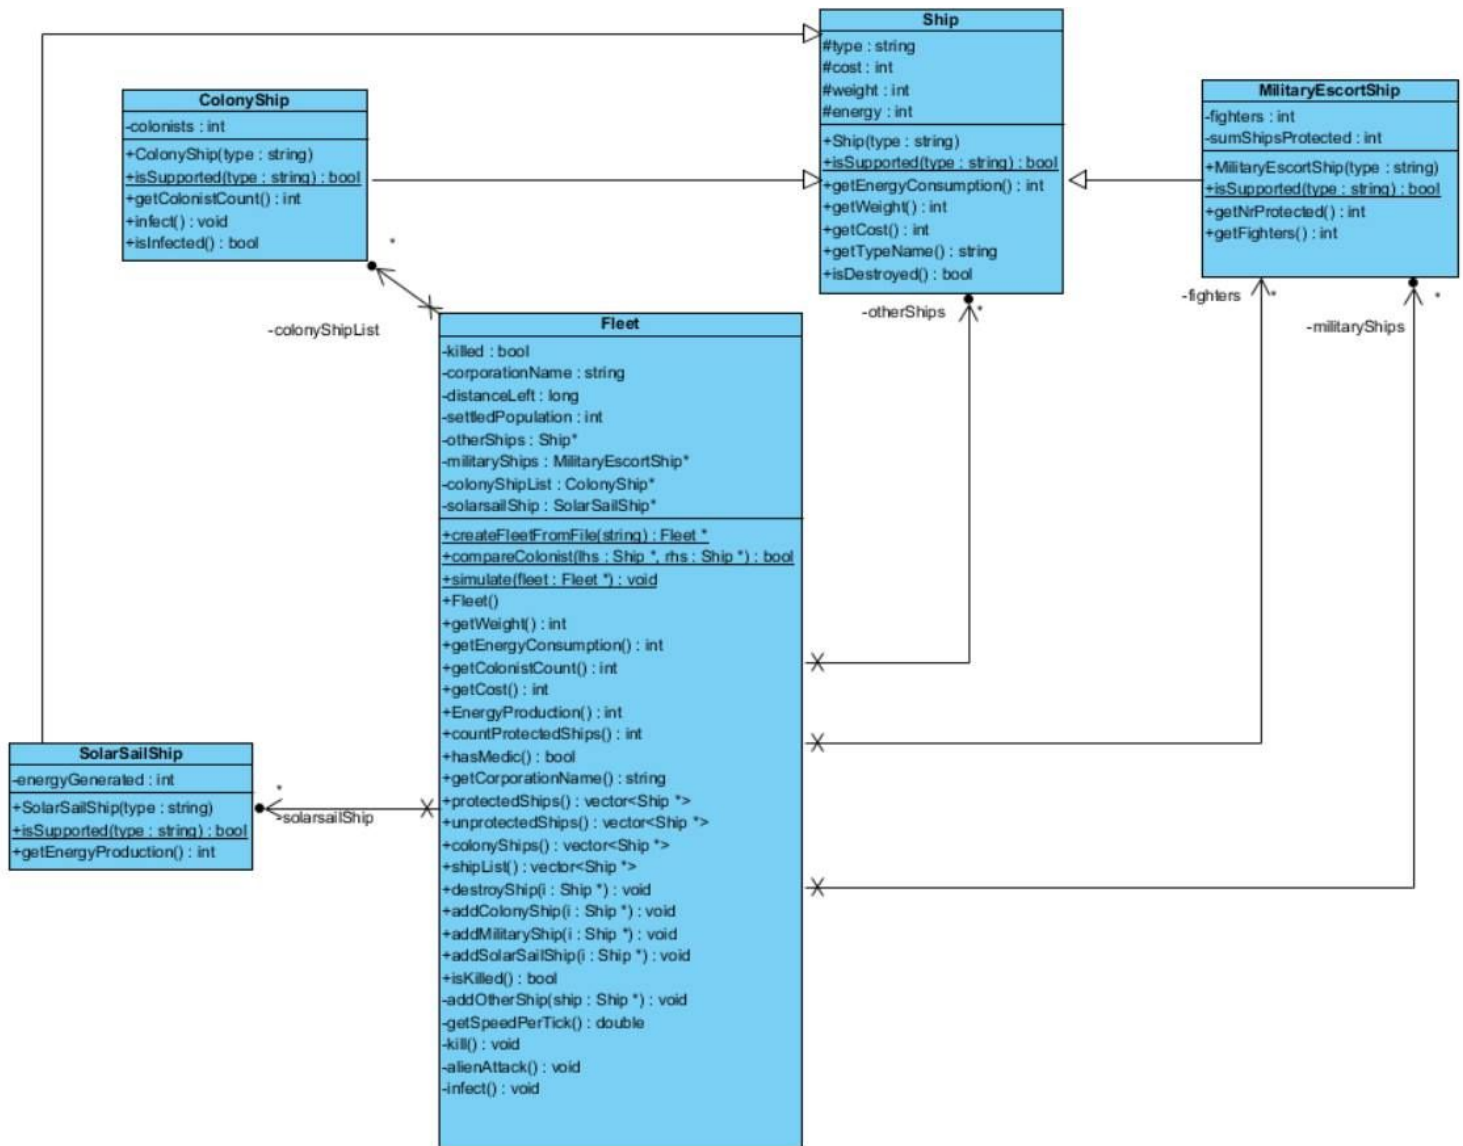 Ship
#type : string
#cost : int
#weight : int
#energy : int
+Ship(type : string)
+isSupported(type : string) : bool
+getEnergyConsumption() : int
+getWeight() : int
+getCost() : int
+getTypeName() : string
+isDestroyed() : bool
ColonyShip
-colonists : int
+ColonyShip(type : string)
+isSupported(type : string) : bool
+getColonistCount() : int
+infect() : void
+isInfected() : bool
MilitaryEscortShip
-fighters : int
-sumShipsProtected : int
+MilitaryEscortShip(type : string)
+isSupported(type : string) : bool
+getNrProtected() : int
+getFighters() : int
*
-colonyShipList
-otherShips
*
-fighters
*
-militaryShips
*
Fleet
-killed : bool
-corporationName : string
-distanceLeft : long
-settledPopulation : int
-otherShips : Ship*
-militaryShips : MilitaryEscortShip*
-colonyShipList : ColonyShip*
-solarsailShip : SolarSailShip*
+createFleetFromFile(string) : Fleet *
+compareColonist(lhs : Ship *, rhs : Ship *) : bool
+simulate(fleet : Fleet *) : void
+Fleet()
+getWeight() : int
+getEnergyConsumption() : int
+getColonistCount() : int
+getCost() : int
+EnergyProduction() : int
+countProtectedShips() : int
+hasMedic() : bool
+getCorporationName() : string
+protectedShips() : vector<Ship *>
+unprotectedShips() : vector<Ship *>
+colonyShips() : vector<Ship *>
+shipList() : vector<Ship *>
+destroyShip(i : Ship *) : void
+addColonyShip(i : Ship *) : void
+addMilitaryShip(i : Ship *) : void
+addSolarSailShip(i : Ship *) : void
+isKilled() : bool
-addOtherShip(ship : Ship *) : void
-getSpeedPerTick() : double
-kill() : void
-alienAttack() : void
-infect() : void
SolarSailShip
-energyGenerated : int
+SolarSailShip(type : string)
+isSupported(type : string) : bool
+getEnergyProduction() : int
*
-solarsailShip